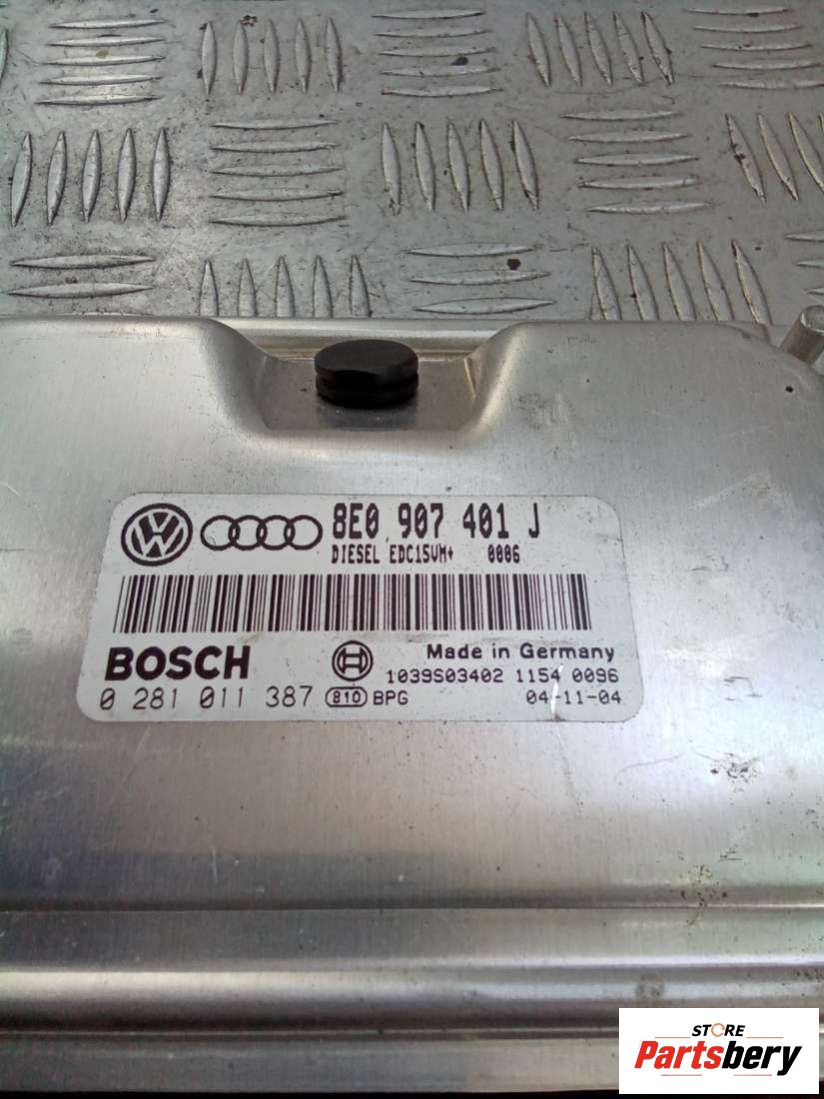 8E0 907 401 J
DIESEL EDC15VM+ 0006
BOSCH
Made in Germany
1039S03402 1154 0096
0 281 011 387 810 BPG 04-11-04
STORE
Partsbery